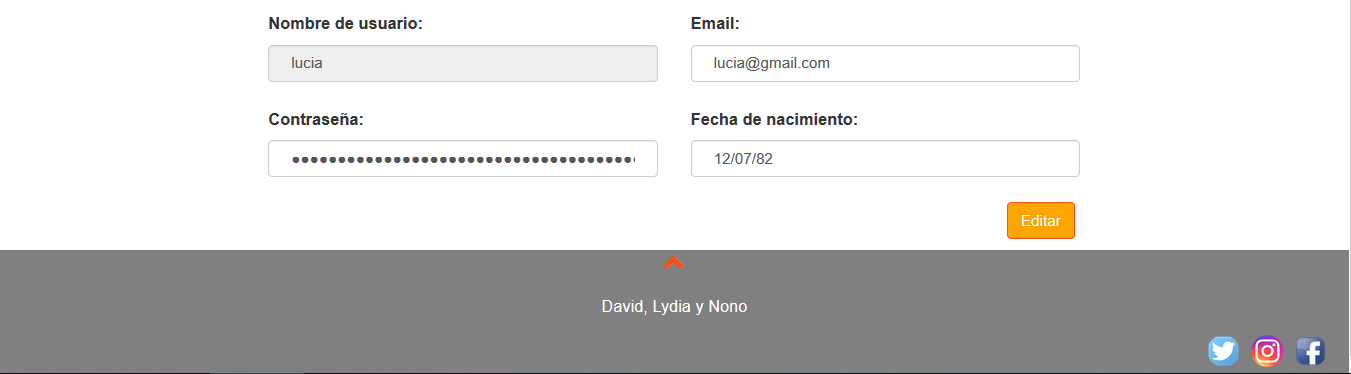 Nombre de usuario:
Email:
lucia
lucia@gmail.com
Contraseña:
Fecha de nacimiento:
12/07/82
Editar
David, Lydia y Nono